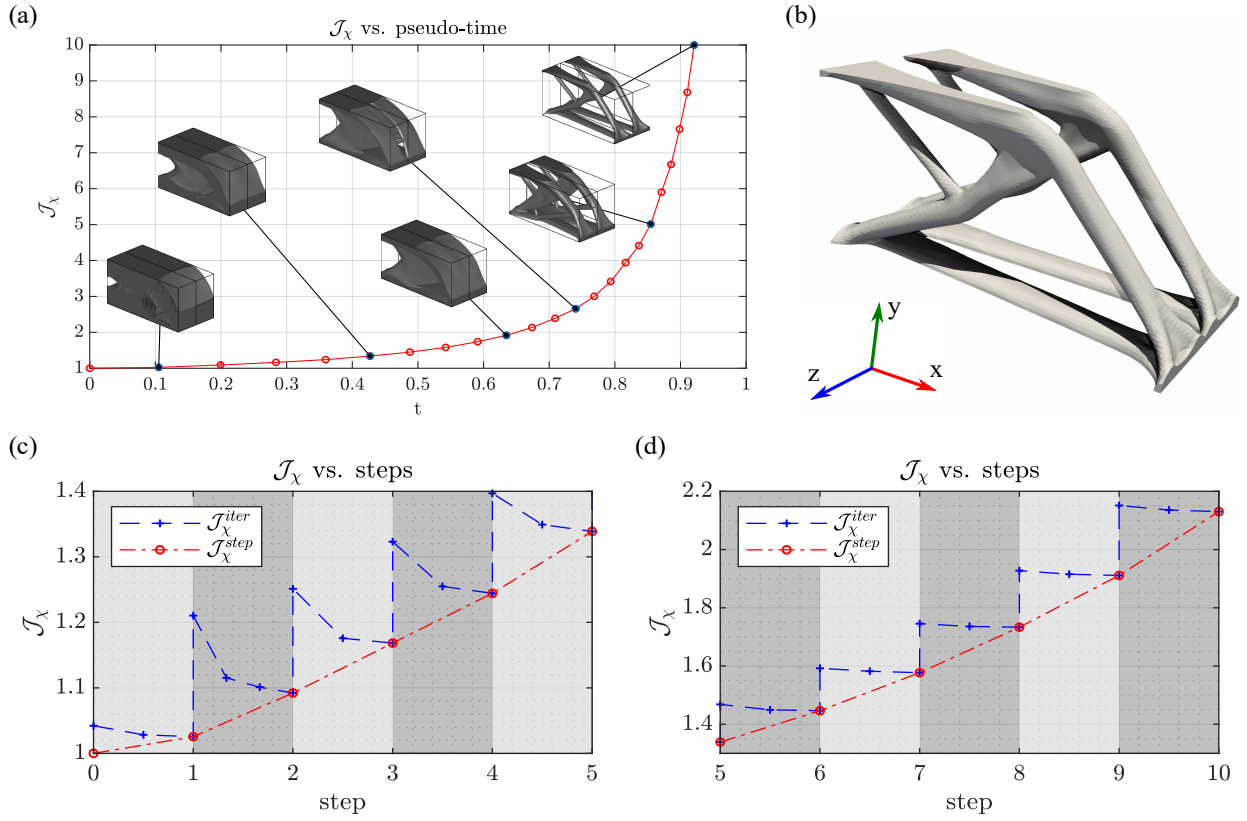 (a)
𝒥χ vs. pseudo-time
10
9
8
7
6
5
4
3
2
1
𝒥χ
0 0.1 0.2 0.3 0.4 0.5 0.6 0.7 0.8 0.9 1
t
(b)
y
z
x
(c)
𝒥χ vs. steps
1.4
1.3
1.2
1.1
1
𝒥χ
𝒥χ^iter
𝒥χ^step
0 1 2 3 4 5
step
(d)
𝒥χ vs. steps
2.2
2
1.8
1.6
1.4
𝒥χ
𝒥χ^iter
𝒥χ^step
5 6 7 8 9 10
step